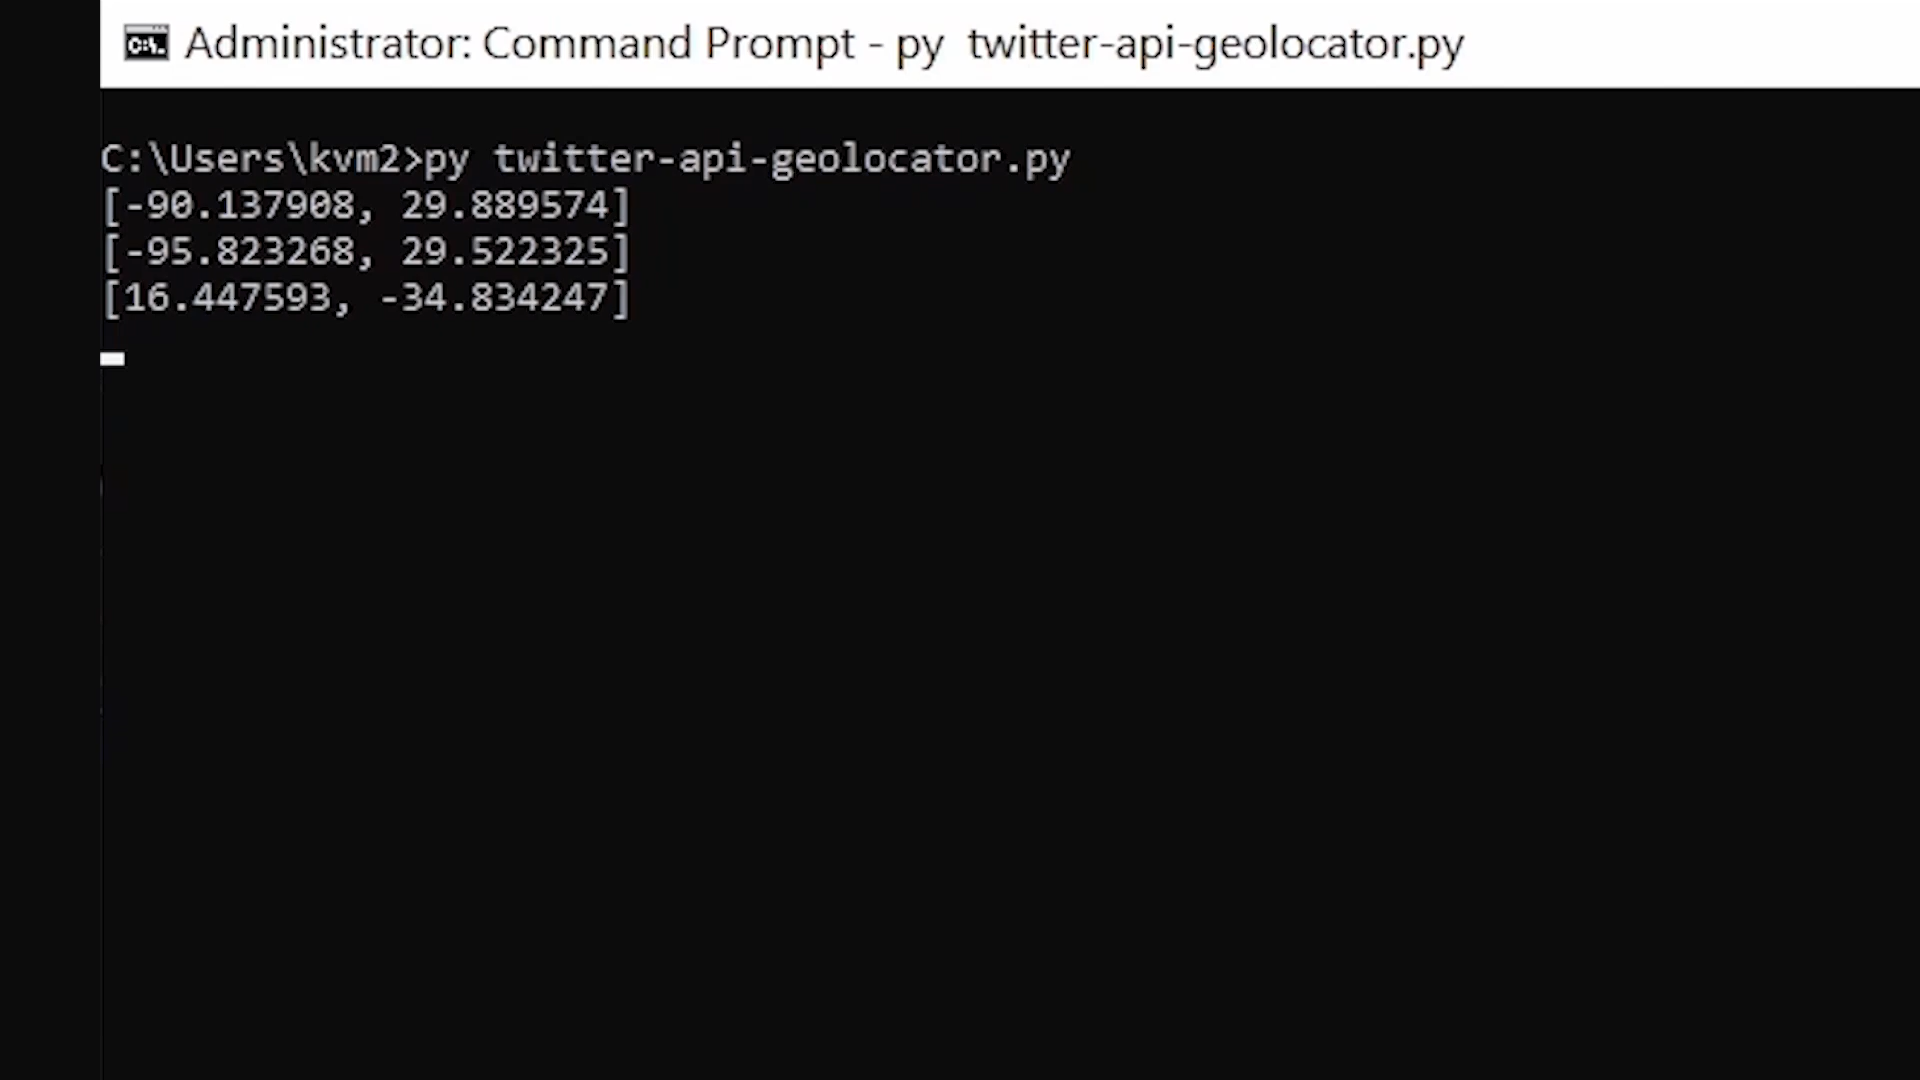 Administrator: Command Prompt - py  twitter-api-geolocator.py
C:\Users\kvm2>py twitter-api-geolocator.py
[-90.137908, 29.889574]
[-95.823268, 29.522325]
[16.447593, -34.834247]